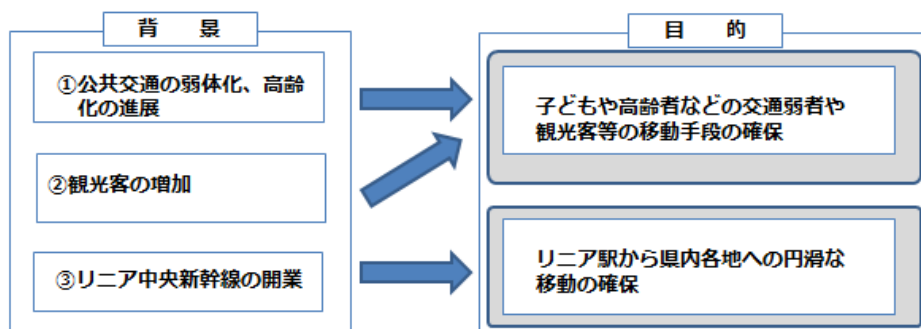 背 景
①公共交通の弱体化、高齢
化の進展
②観光客の増加
③リニア中央新幹線の開業
目 的
子どもや高齢者などの交通弱者や
観光客等の移動手段の確保
リニア駅から県内各地への円滑な
移動の確保